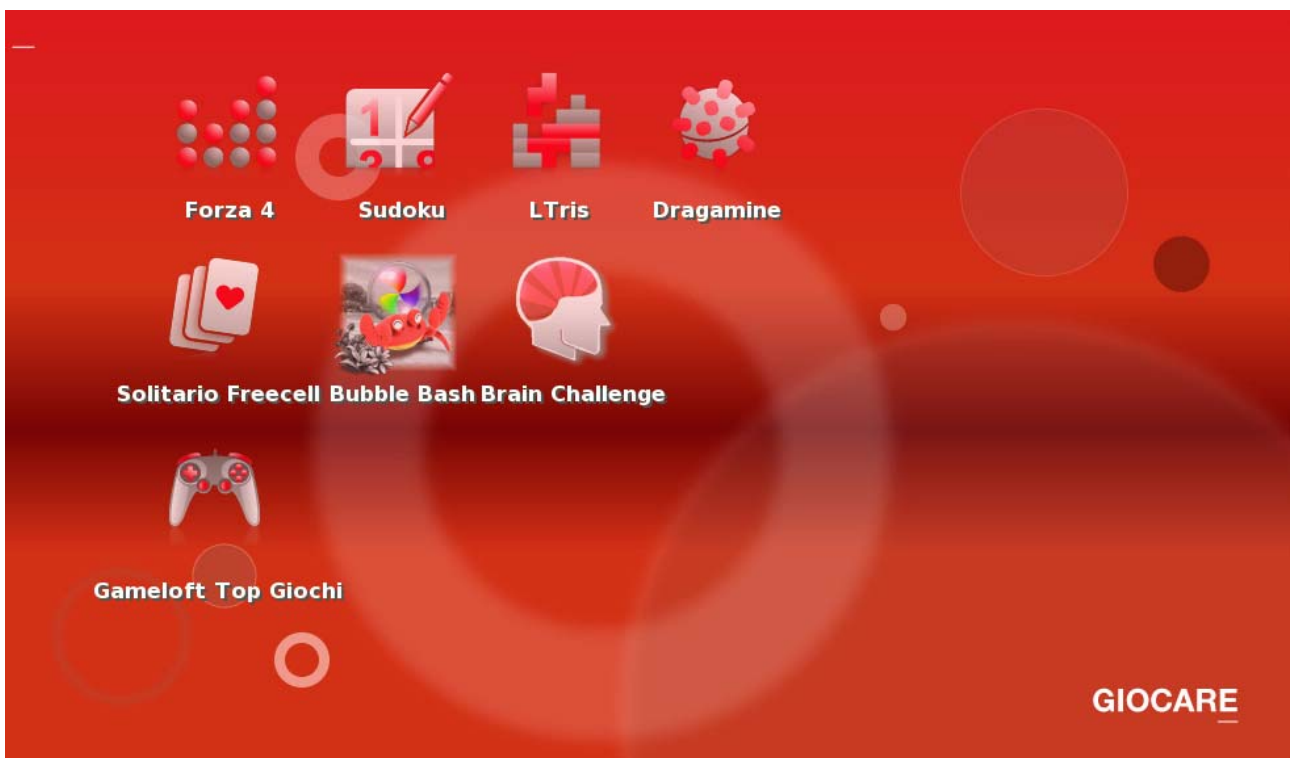 Forza 4 Sudoku LTris Dragamine
Solitario Freecell Bubble Bash Brain Challenge
Gameloft Top Giochi
GIOCARE